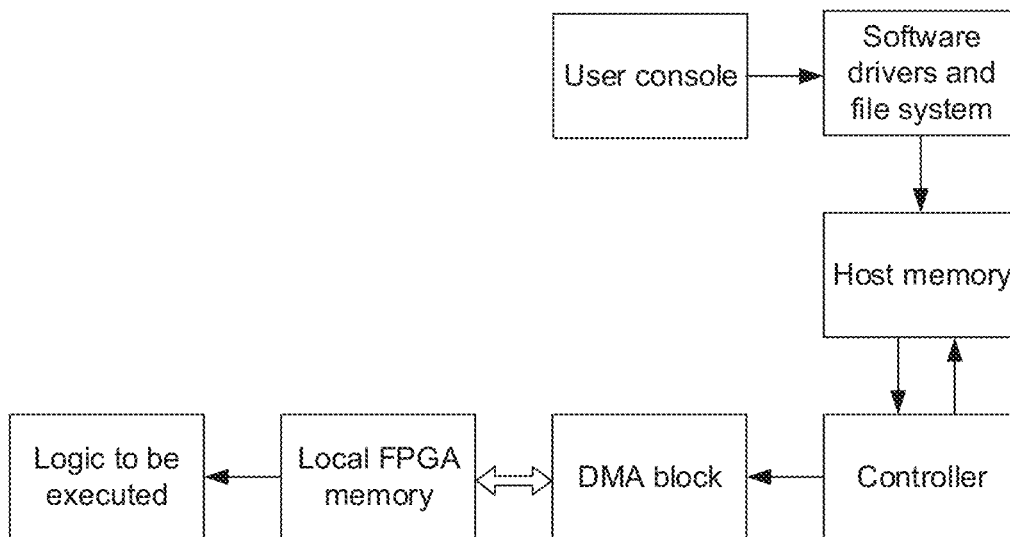 User console
Software
drivers and
file system
Host memory
Logic to be
executed
Local FPGA
memory
DMA block
Controller